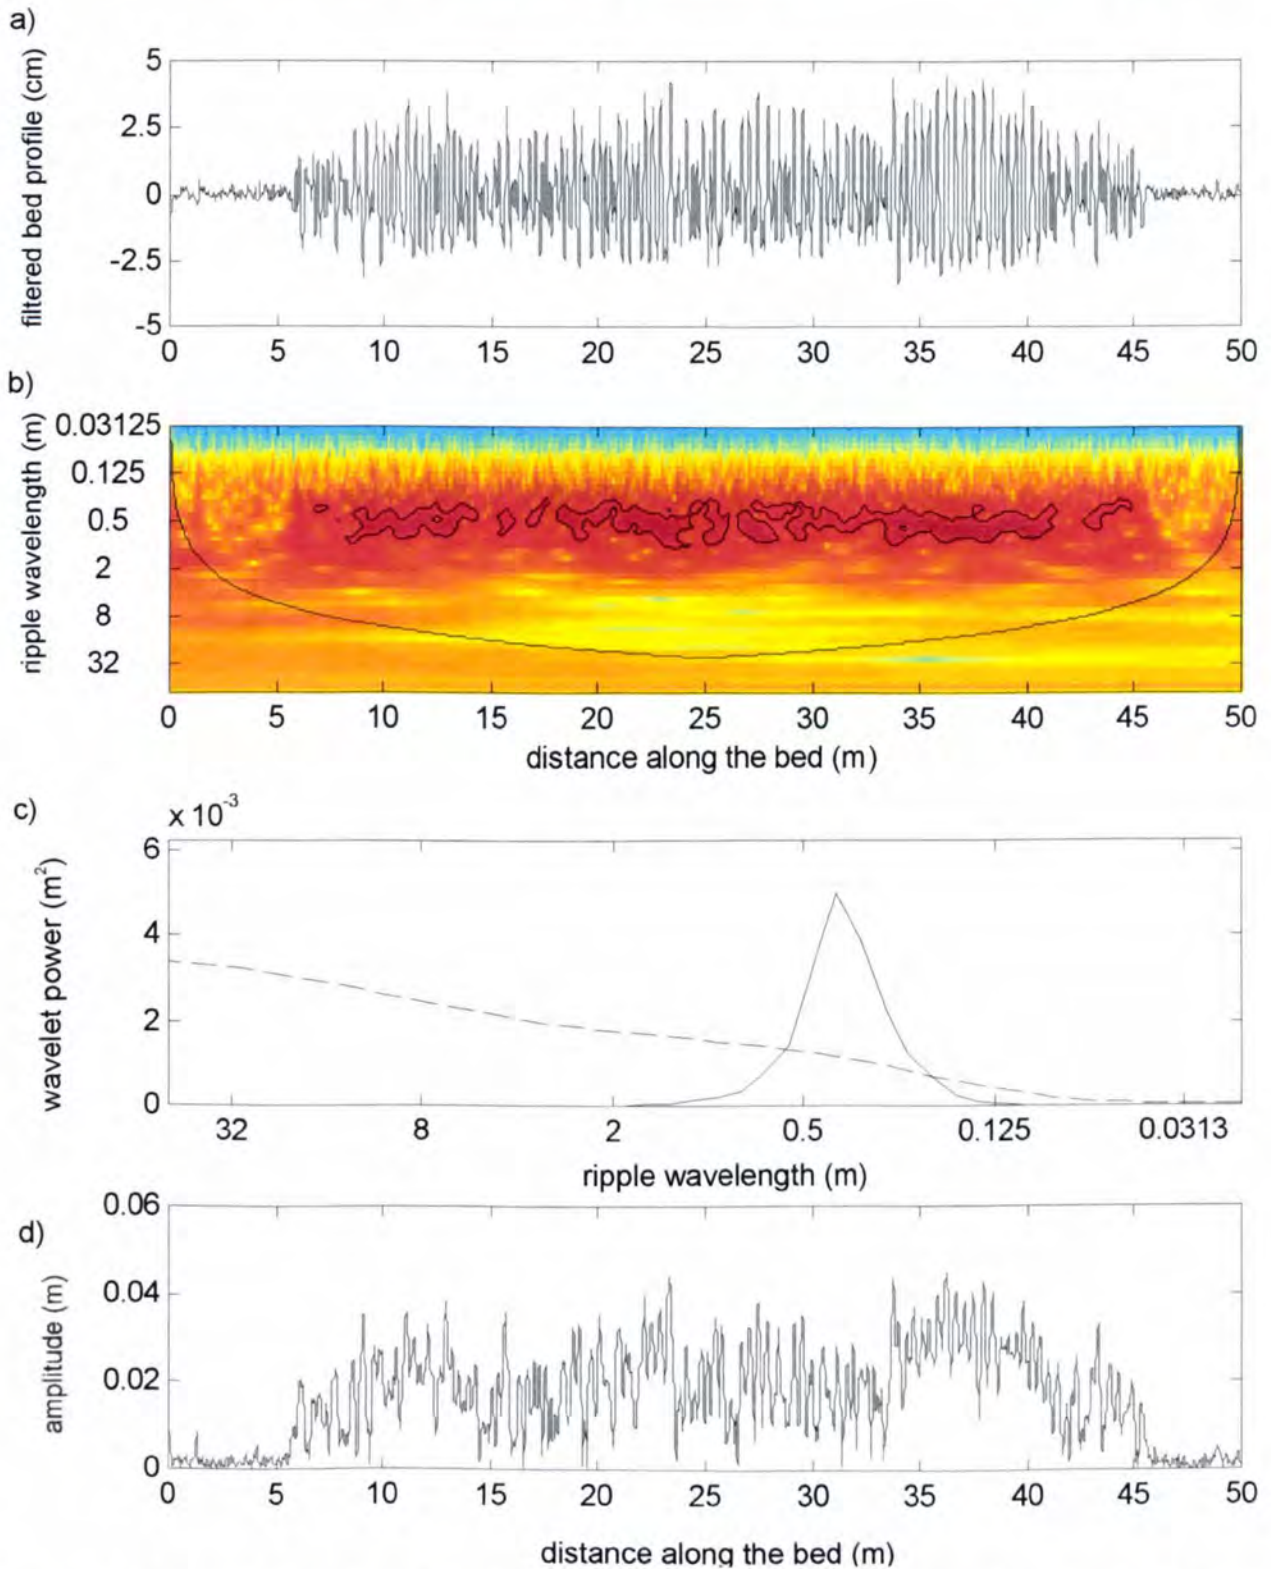 a)
filtered bed profile (cm)
5
2.5
0
-2.5
-5
0 5 10 15 20 25 30 35 40 45 50
b)
ripple wavelength (m)
0.03125
0.125
0.5
2
8
32
0 5 10 15 20 25 30 35 40 45 50
distance along the bed (m)
c)
x 10-3
wavelet power (m2)
6
4
2
0
32 8 2 0.5 0.125 0.0313
ripple wavelength (m)
d)
amplitude (m)
0.06
0.04
0.02
0
0 5 10 15 20 25 30 35 40 45 50
distance along the bed (m)